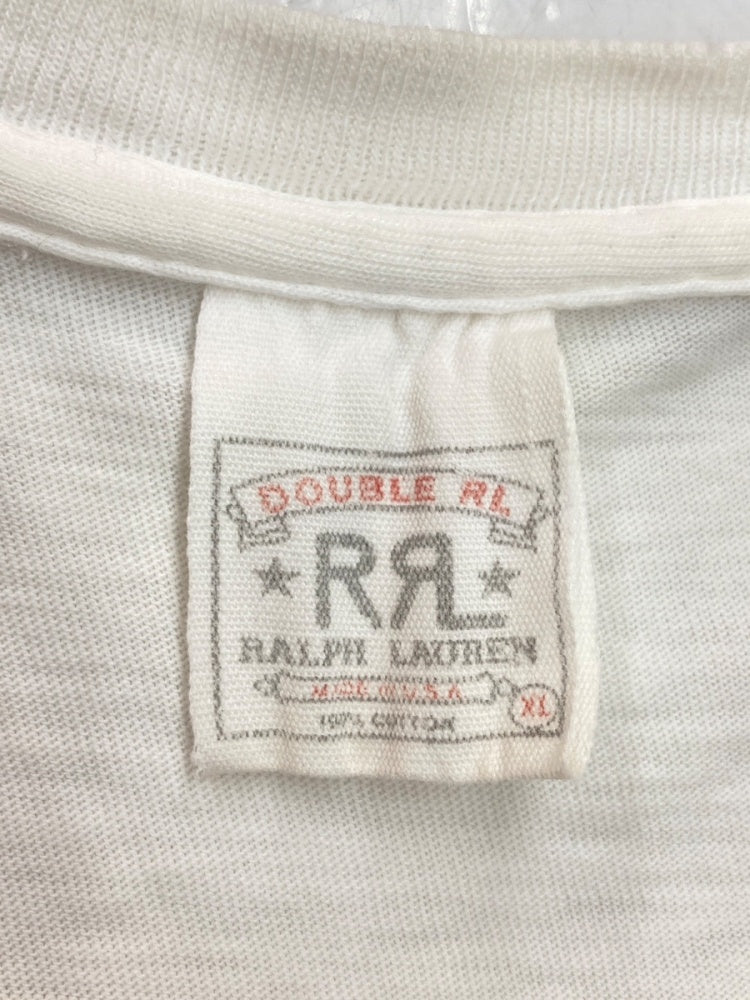 DOUBLE RL
RRL
RALPH LAUREN
MADE IN U.S.A
XL
100% COTTON